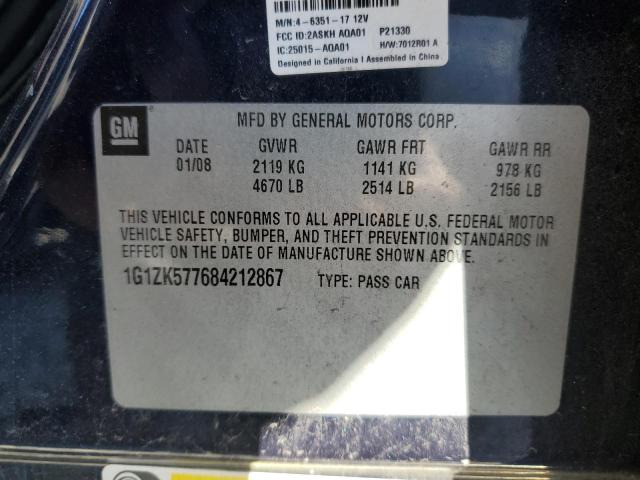 M/N:4-6351-17 12V
FCC ID:2ASKH AQA01 P21330
IC:25015-AQA01 H/W:7012R01 A
Designed in California I Assembled in China.
GM
MFD BY GENERAL MOTORS CORP.
DATE GVWR GAWR FRT GAWR RR
01/08 2119 KG 1141 KG 978 KG
4670 LB 2514 LB 2156 LB
THIS VEHICLE CONFORMS TO ALL APPLICABLE U.S. FEDERAL MOTOR
VEHICLE SAFETY, BUMPER, AND THEFT PREVENTION STANDARDS IN
EFFECT ON THE DATE OF MANUFACTURE SHOWN ABOVE.
1G1ZK577684212867 TYPE: PASS CAR